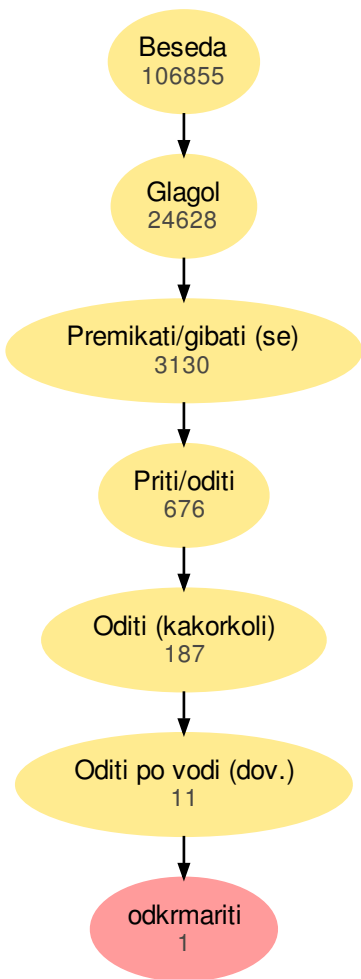 Beseda
106855
Glagol
24628
Premikati/gibati (se)
3130
Priti/oditi
676
Oditi (kakorkoli)
187
Oditi po vodi (dov.)
11
odkrmariti
1